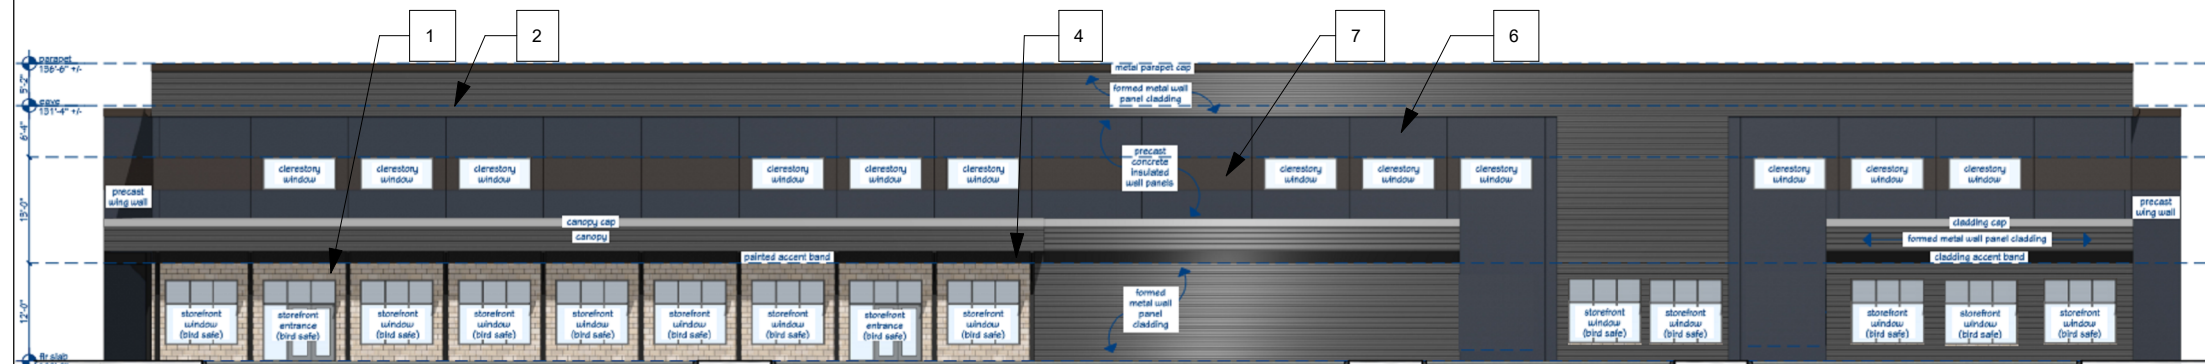 1
2
4
7
6
parapet
136'-6" +/-
5'-2"
eave
131'-4" +/-
6'-4"
13'-0"
12'-0"
flr slab
metal parapet cap
formed metal wall
panel cladding
precast
concrete
insulated
wall panels
clerestory
window
clerestory
window
clerestory
window
clerestory
window
clerestory
window
clerestory
window
clerestory
window
clerestory
window
clerestory
window
clerestory
window
clerestory
window
clerestory
window
precast
wing wall
precast
wing wall
canopy cap
canopy
cladding cap
formed metal wall panel cladding
painted accent band
cladding accent band
formed
metal wall
panel
cladding
storefront
window
(bird safe)
storefront
entrance
(bird safe)
storefront
window
(bird safe)
storefront
window
(bird safe)
storefront
window
(bird safe)
storefront
window
(bird safe)
storefront
window
(bird safe)
storefront
entrance
(bird safe)
storefront
window
(bird safe)
storefront
window
(bird safe)
storefront
window
(bird safe)
storefront
window
(bird safe)
storefront
window
(bird safe)
storefront
window
(bird safe)